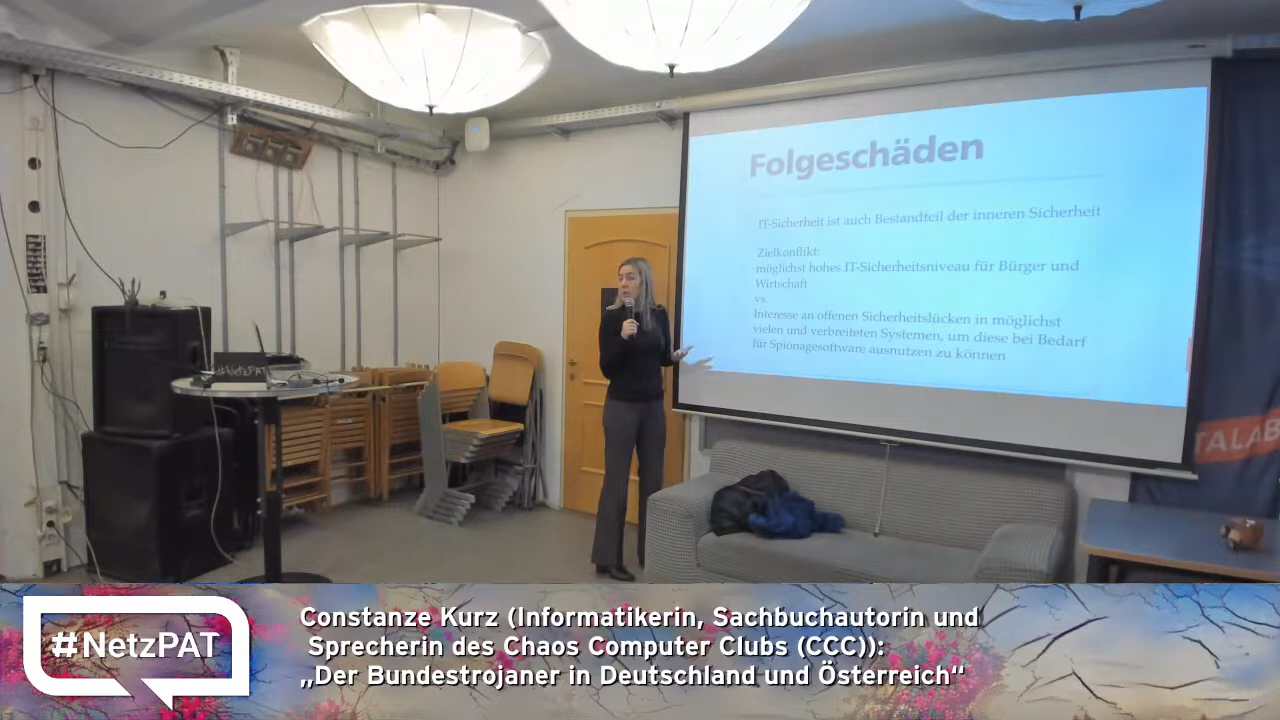 Folgeschäden
IT-Sicherheit ist auch Bestandteil der inneren Sicherheit
Zielkonflikt:
möglichst hohes IT-Sicherheitsniveau für Bürger und
Wirtschaft
vs.
Interesse an offenen Sicherheitslücken in möglichst
vielen und verbreiteten Systemen, um diese bei Bedarf
für Spionagesoftware ausnutzen zu können
#NetzPAT
TALAB
#NetzPAT
Constanze Kurz (Informatikerin, Sachbuchautorin und
Sprecherin des Chaos Computer Clubs (CCC)):
„Der Bundestrojaner in Deutschland und Österreich“